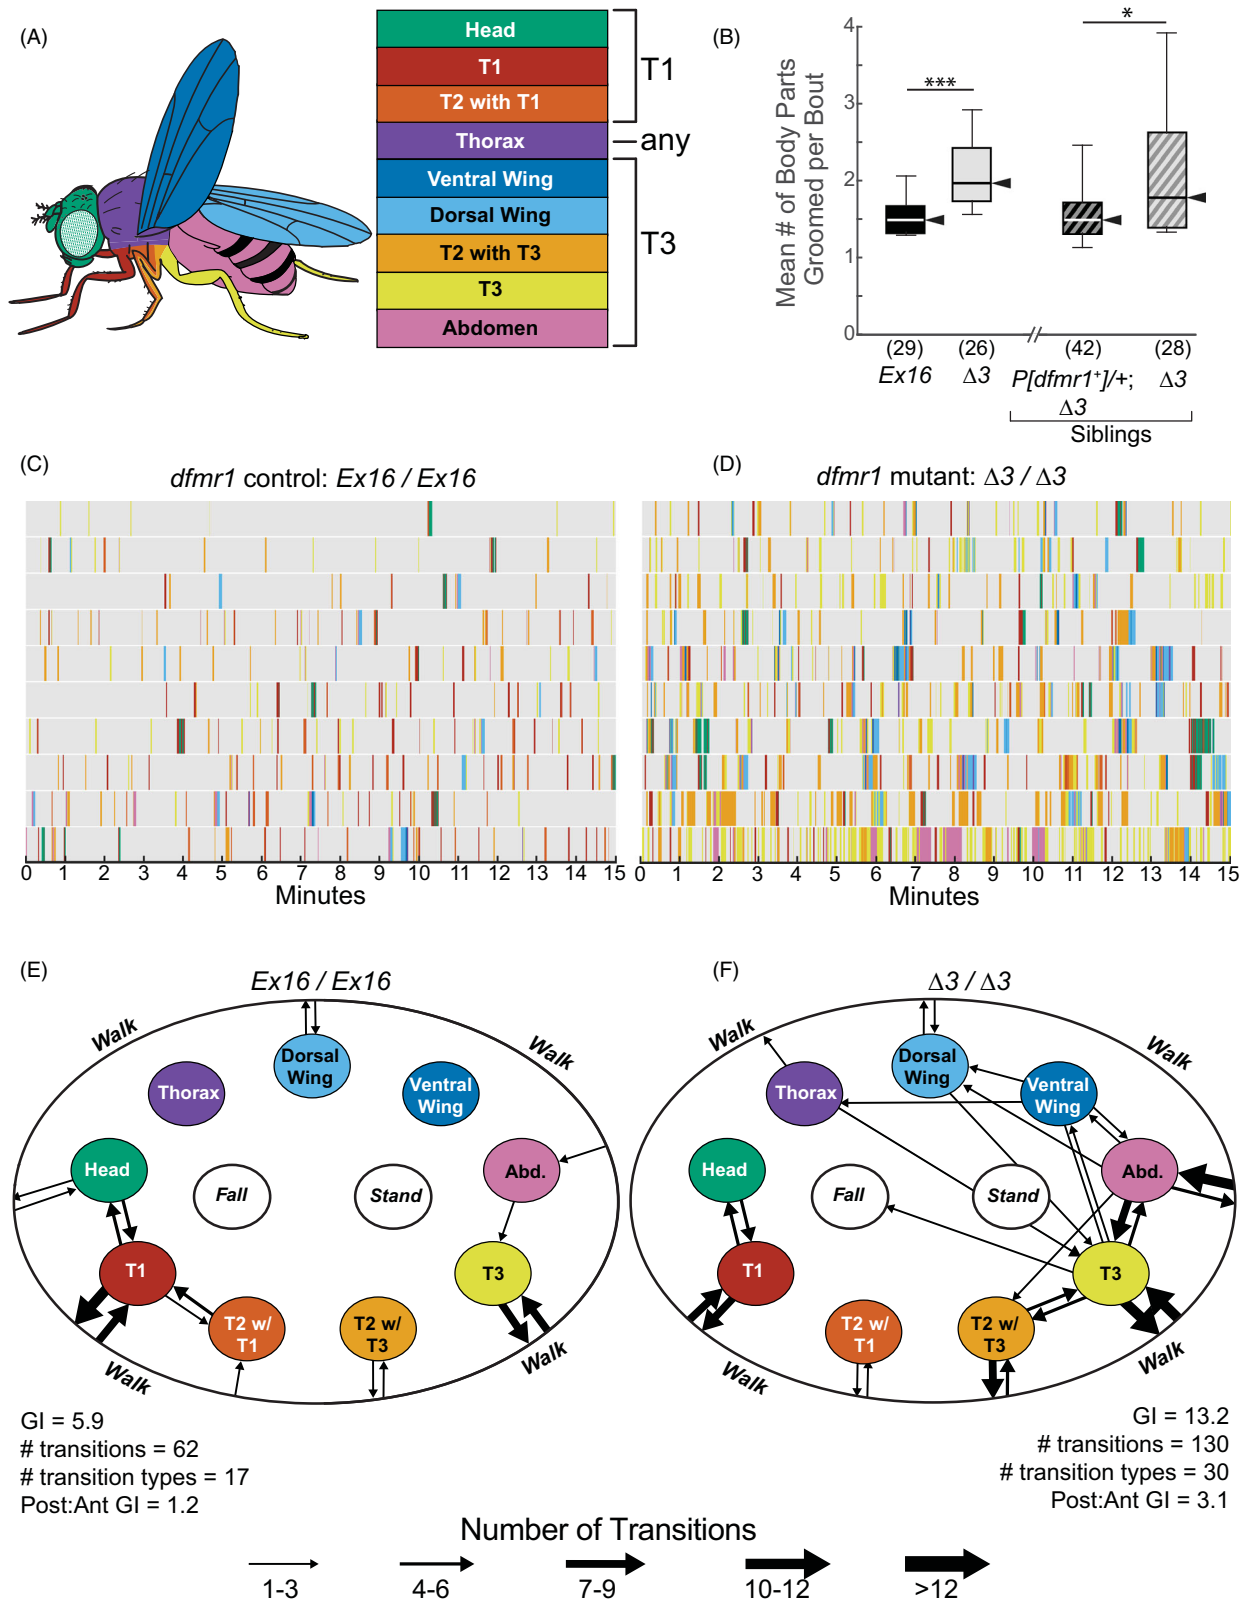 (A)
Head
T1
T2 with T1
Thorax
Ventral Wing
Dorsal Wing
T2 with T3
T3
Abdomen
T1
any
T3
(B)
Mean # of Body Parts
Groomed per Bout
4
3
2
1
0
***
*
(29)
(26)
(42)
(28)
Ex16
Δ3
P[dfmr1⁺]/+;
Δ3
Δ3
Siblings
(C)
dfmr1 control: Ex16 / Ex16
0 1 2 3 4 5 6 7 8 9 10 11 12 13 14 15
Minutes
(D)
dfmr1 mutant: Δ3 / Δ3
0 1 2 3 4 5 6 7 8 9 10 11 12 13 14 15
Minutes
(E)
Ex16 / Ex16
Walk
Walk
Dorsal
Wing
Thorax
Ventral
Wing
Head
Abd.
Fall
Stand
T1
T3
T2 w/
T1
T2 w/
T3
Walk
Walk
GI = 5.9
# transitions = 62
# transition types = 17
Post:Ant GI = 1.2
(F)
Δ3 / Δ3
Walk
Walk
Dorsal
Wing
Thorax
Ventral
Wing
Head
Abd.
Fall
Stand
T1
T3
T2 w/
T1
T2 w/
T3
Walk
Walk
GI = 13.2
# transitions = 130
# transition types = 30
Post:Ant GI = 3.1
Number of Transitions
1-3
4-6
7-9
10-12
>12